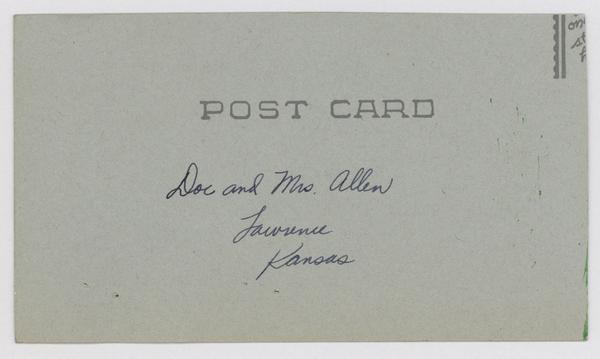 POST CARD
Doc and Mrs. Allen
Lawrence
Kansas